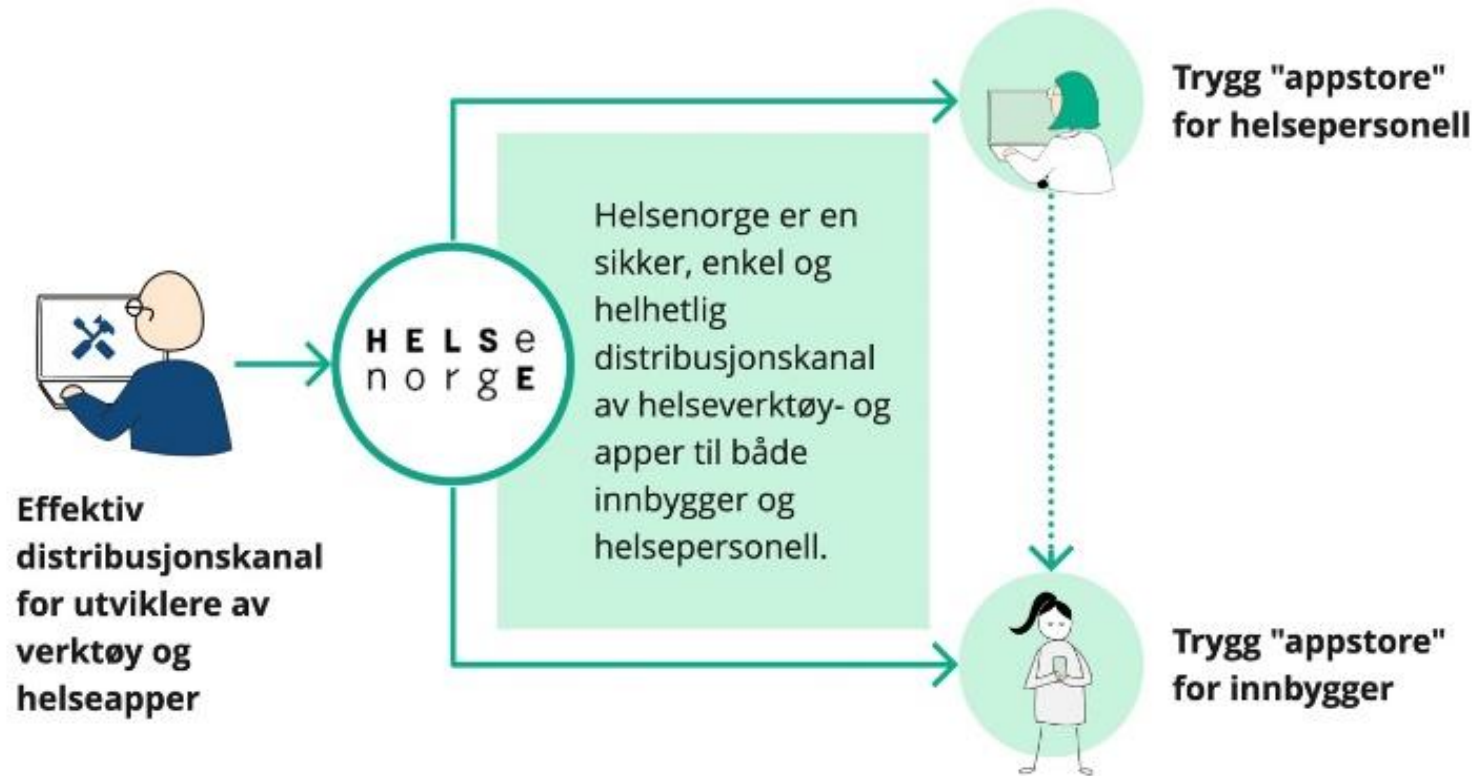 Effektiv
distribusjonskanal
for utviklere av
verktøy og
helseapper
HELSe
norgE
Helsenorge er en
sikker, enkel og
helhetlig
distribusjonskanal
av helseverktøy- og
apper til både
innbygger og
helsepersonell.
Trygg "appstore"
for helsepersonell
Trygg "appstore"
for innbygger